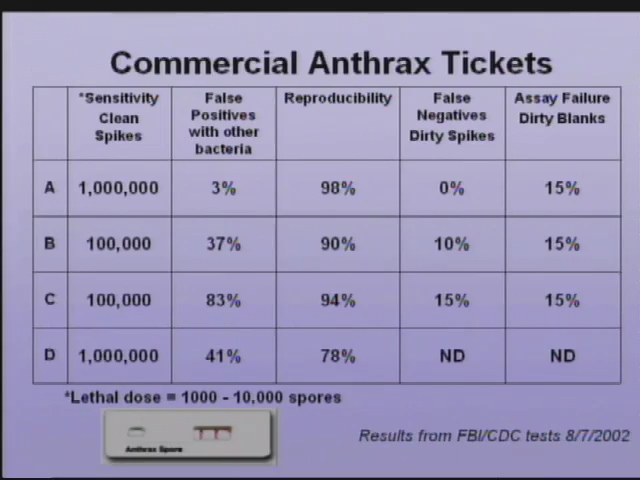 Commercial Anthrax Tickets
*Sensitivity Clean Spikes | False Positives with other bacteria | Reproducibility | False Negatives Dirty Spikes | Assay Failure Dirty Blanks
A 1,000,000 3% 98% 0% 15%
B 100,000 37% 90% 10% 15%
C 100,000 83% 94% 15% 15%
D 1,000,000 41% 78% ND ND
*Lethal dose = 1000 - 10,000 spores
Anthrax Spore
Results from FBI/CDC tests 8/7/2002